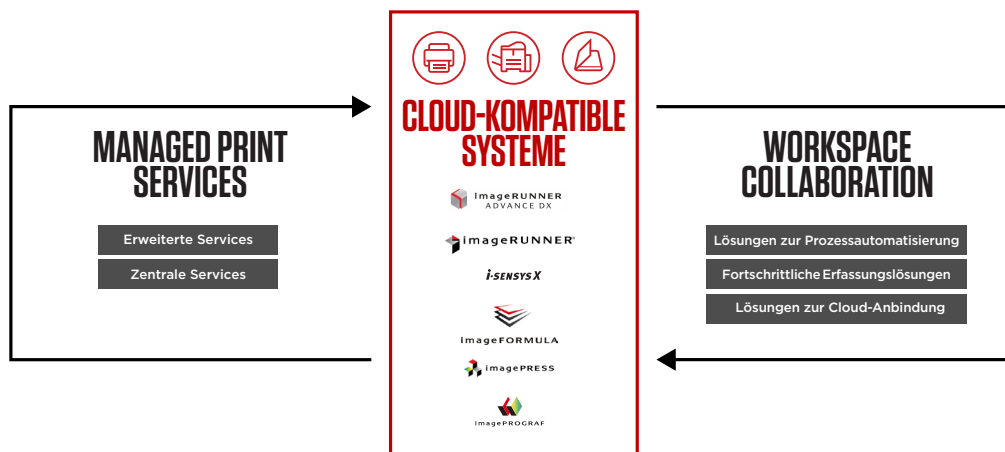 MANAGED PRINT
SERVICES
Erweiterte Services
Zentrale Services
CLOUD-KOMPATIBLE
SYSTEME
imageRUNNER
ADVANCE DX
imageRUNNER®
i-SENSYS X
imageFORMULA
imagePRESS
imagePROGRAF
WORKSPACE
COLLABORATION
Lösungen zur Prozessautomatisierung
Fortschrittliche Erfassungslösungen
Lösungen zur Cloud-Anbindung